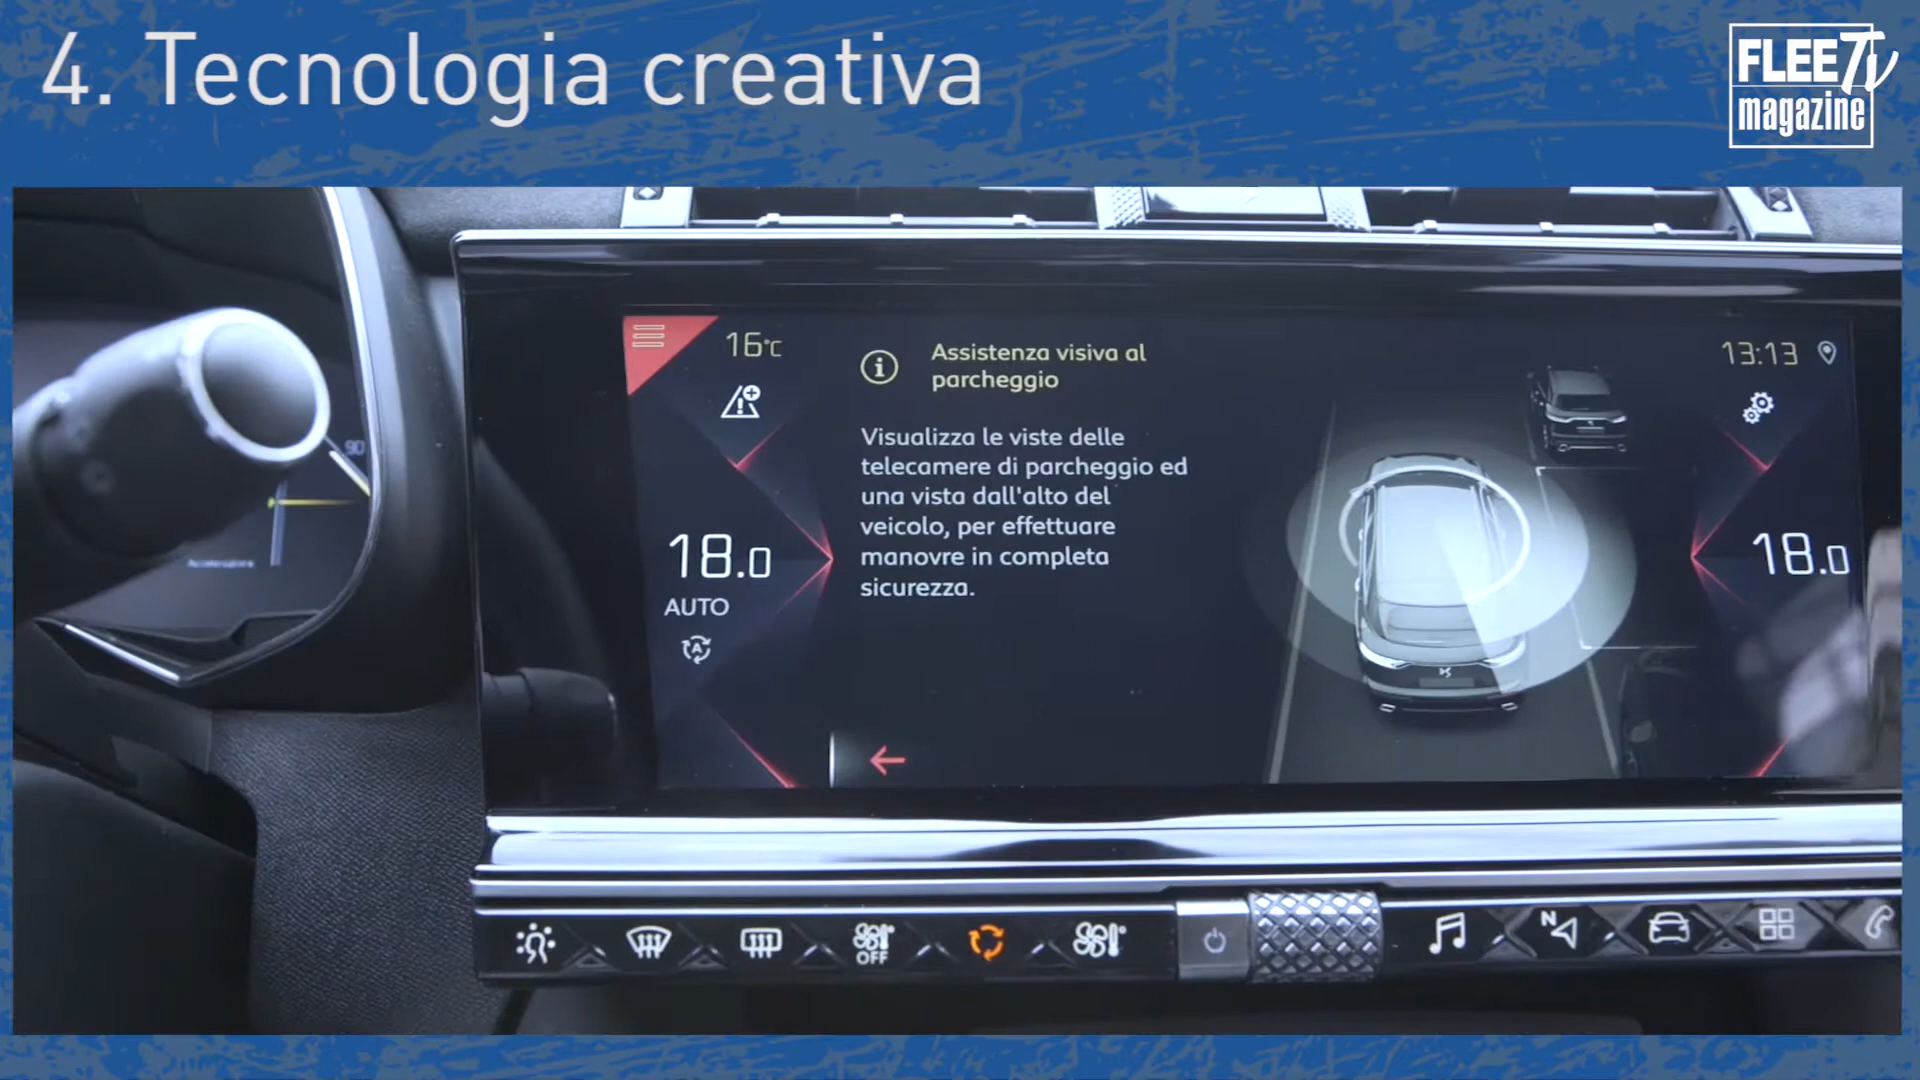 4. Tecnologia creativa
FLEETv
magazine
16°C
Assistenza visiva al
parcheggio
13:13
Visualizza le viste delle
telecamere di parcheggio ed
una vista dall'alto del
veicolo, per effettuare
manovre in completa
sicurezza.
18.0
AUTO
A
18.0
90
OFF
N